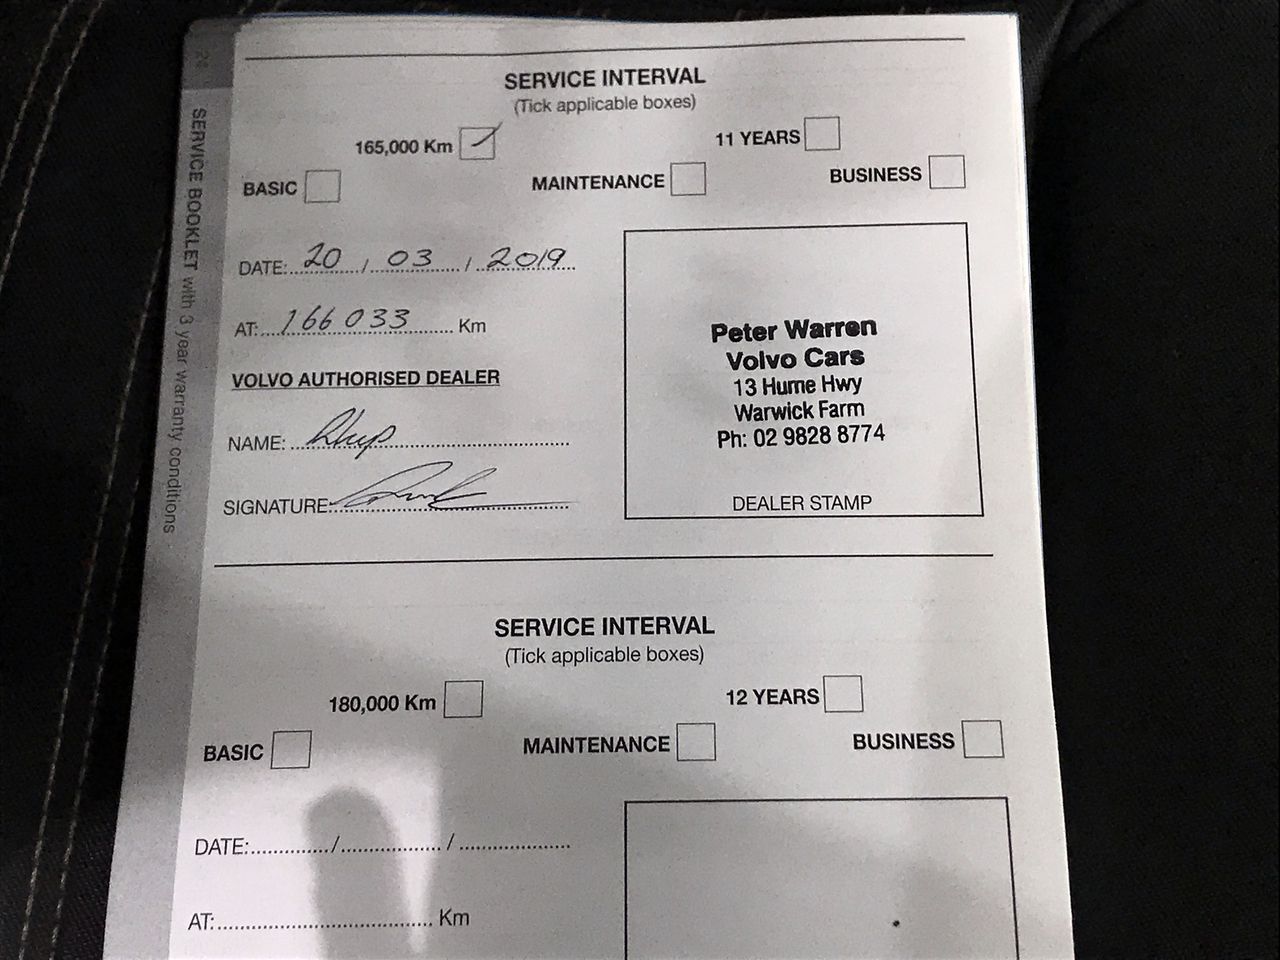 SERVICE INTERVAL
(Tick applicable boxes)
165,000 Km 11 YEARS
BASIC MAINTENANCE BUSINESS
DATE: 20 / 03 / 2019
AT: 166033 Km
VOLVO AUTHORISED DEALER
NAME:
SIGNATURE:
Peter Warren
Volvo Cars
13 Hume Hwy
Warwick Farm
Ph: 02 9828 8774
DEALER STAMP
SERVICE INTERVAL
(Tick applicable boxes)
180,000 Km 12 YEARS
BASIC MAINTENANCE BUSINESS
DATE: / /
AT: Km
SERVICE BOOKLET with 3 year warranty conditions